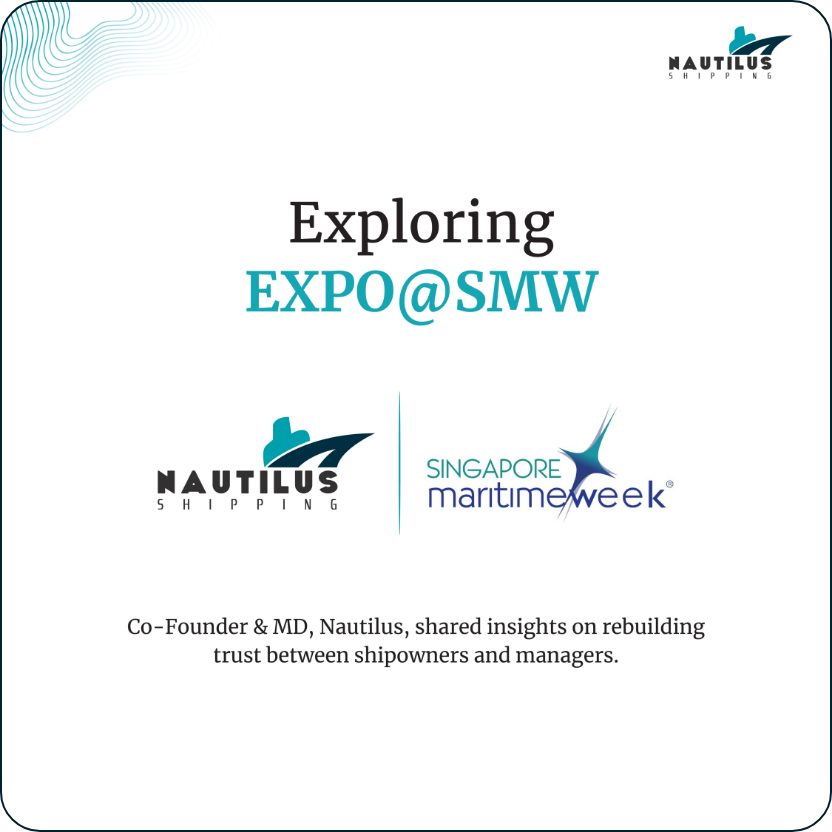 NAUTILUS
SHIPPING
Exploring
EXPO@SMW
NAUTILUS
SHIPPING
SINGAPORE
maritimeweek®
Co-Founder & MD, Nautilus, shared insights on rebuilding
trust between shipowners and managers.